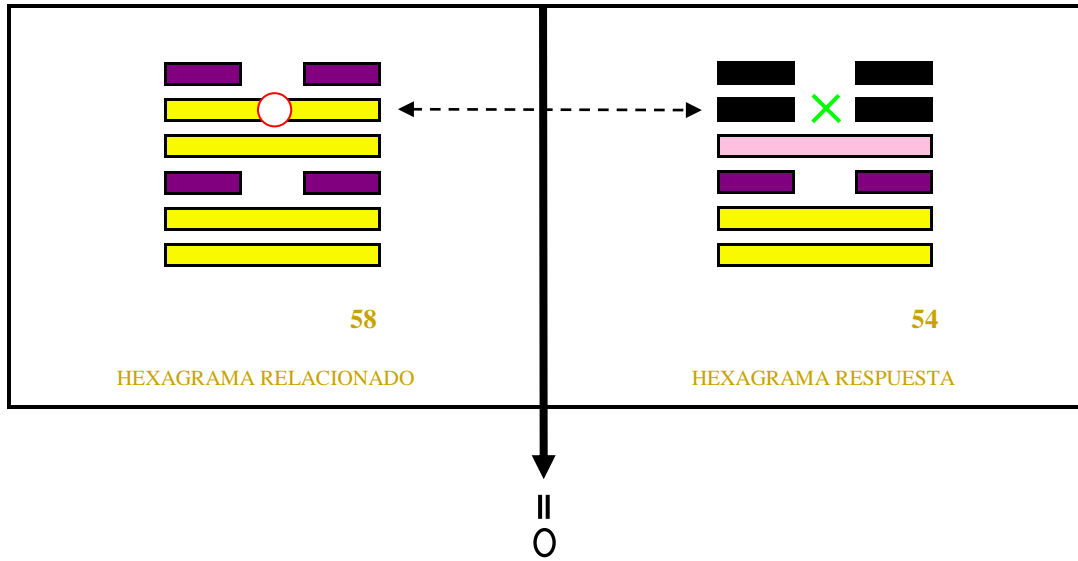 58
54
HEXAGRAMA RELACIONADO
HEXAGRAMA RESPUESTA
=
O